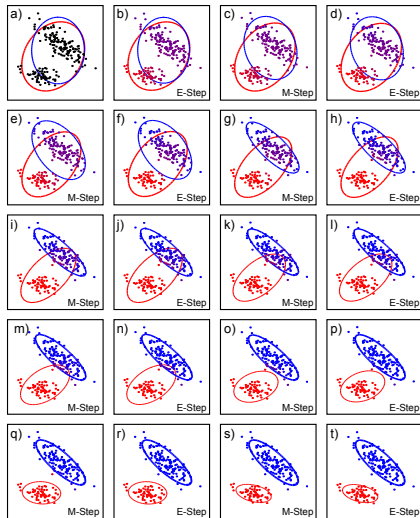 a) b) c) d)
E-Step M-Step E-Step
e) f) g) h)
M-Step E-Step M-Step E-Step
i) j) k) l)
M-Step E-Step M-Step E-Step
m) n) o) p)
M-Step E-Step M-Step E-Step
q) r) s) t)
M-Step E-Step M-Step E-Step